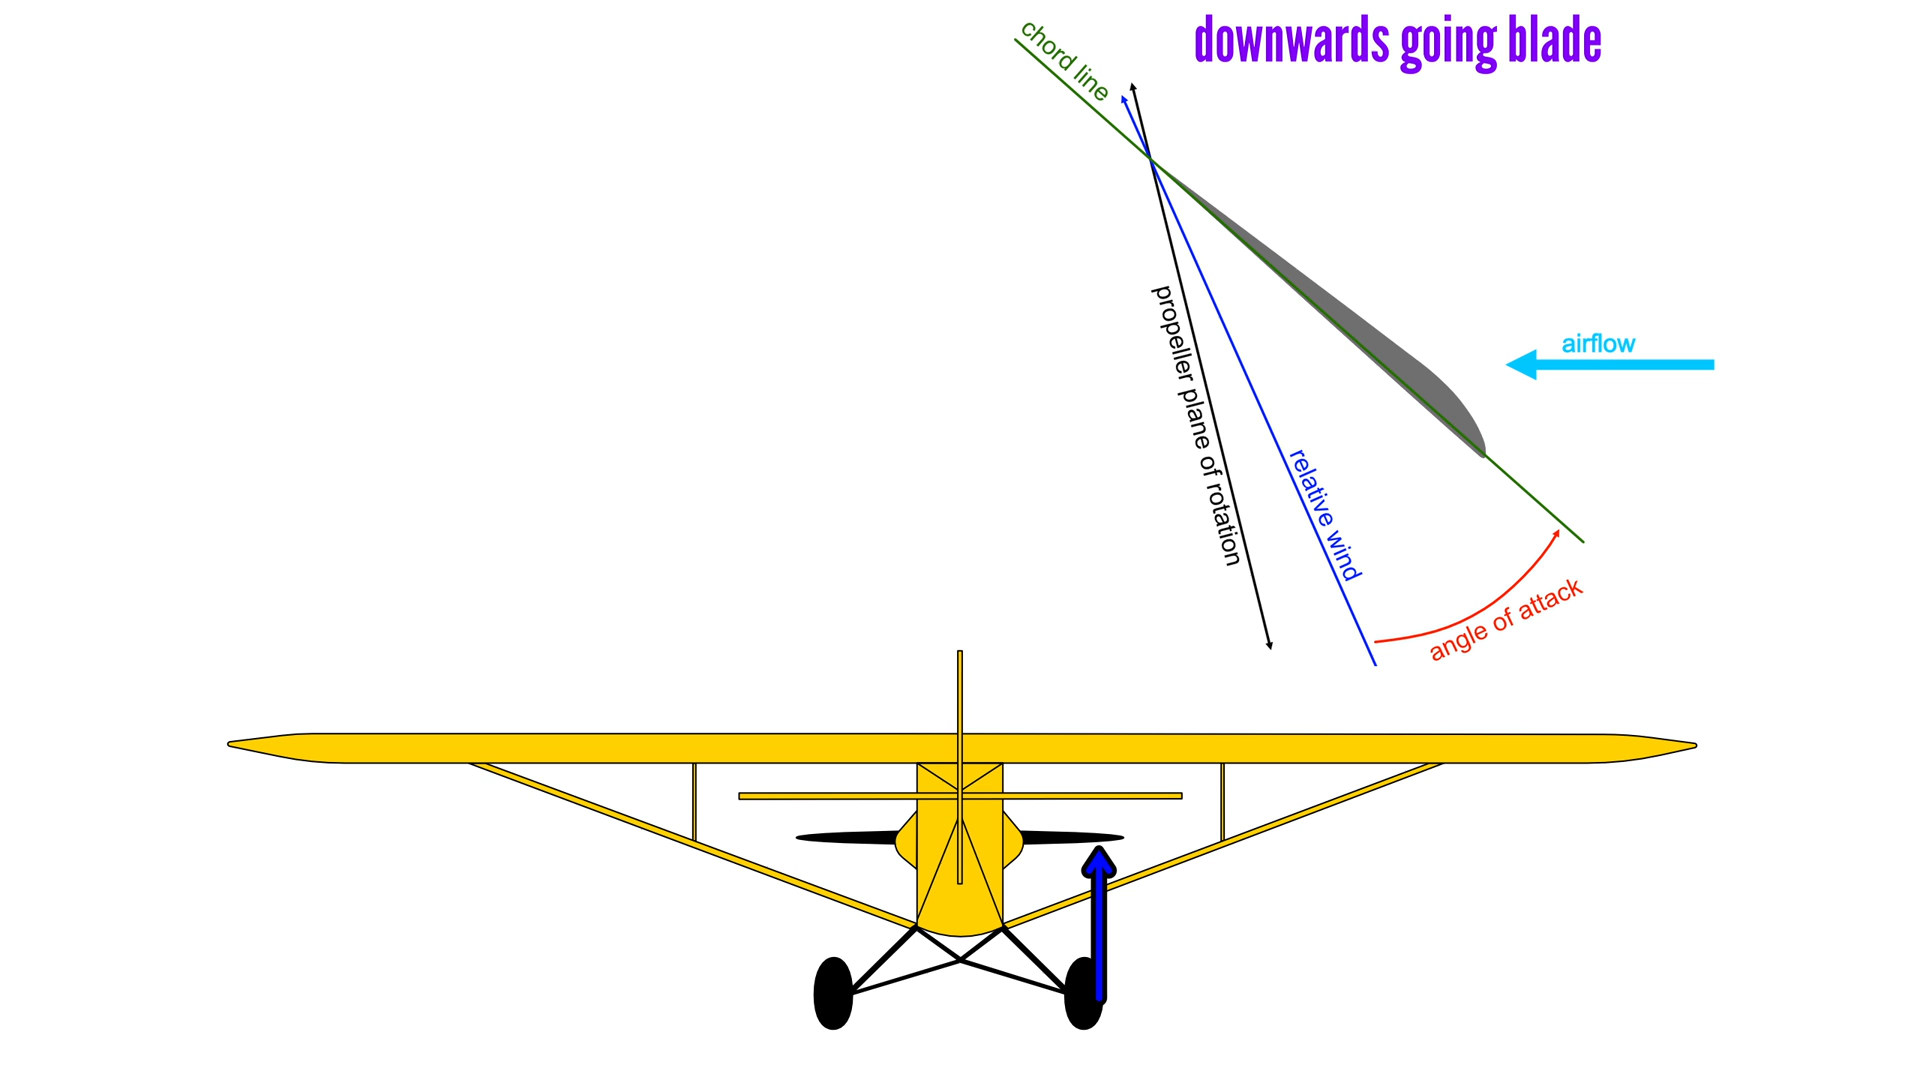 downwards going blade
chord line
propeller plane of rotation
relative wind
airflow
angle of attack